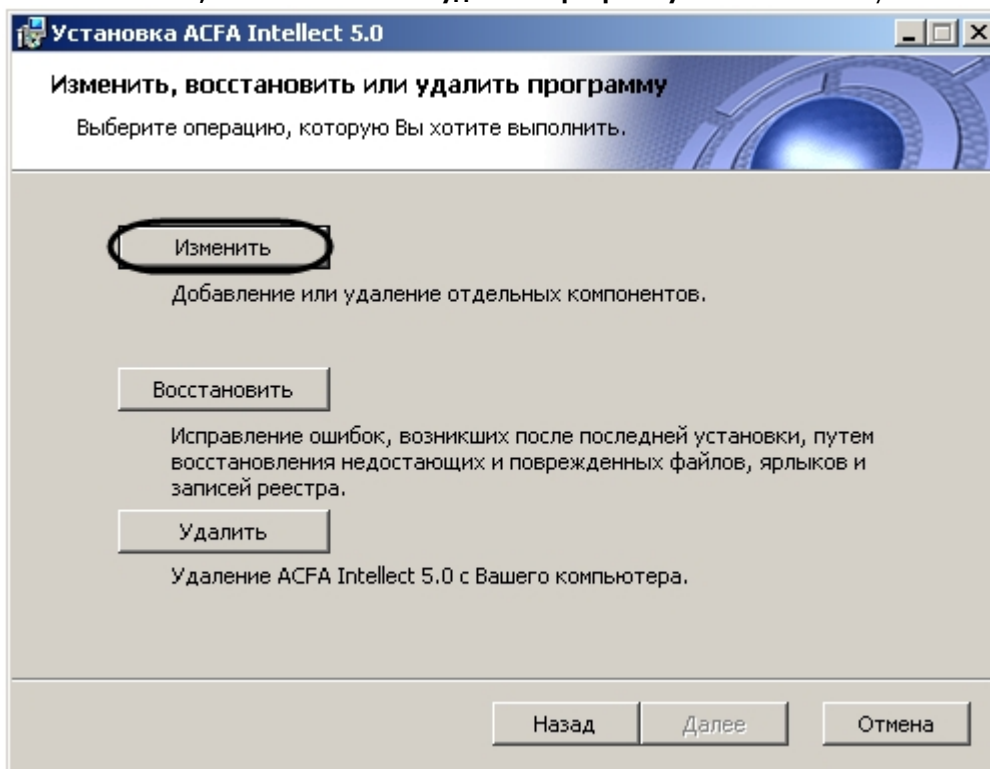 Установка ACFA Intellect 5.0
Изменить, восстановить или удалить программу
Выберите операцию, которую Вы хотите выполнить.
Изменить
Добавление или удаление отдельных компонентов.
Восстановить
Исправление ошибок, возникших после последней установки, путем
восстановления недостающих и поврежденных файлов, ярлыков и
записей реестра.
Удалить
Удаление ACFA Intellect 5.0 с Вашего компьютера.
Назад Далее Отмена